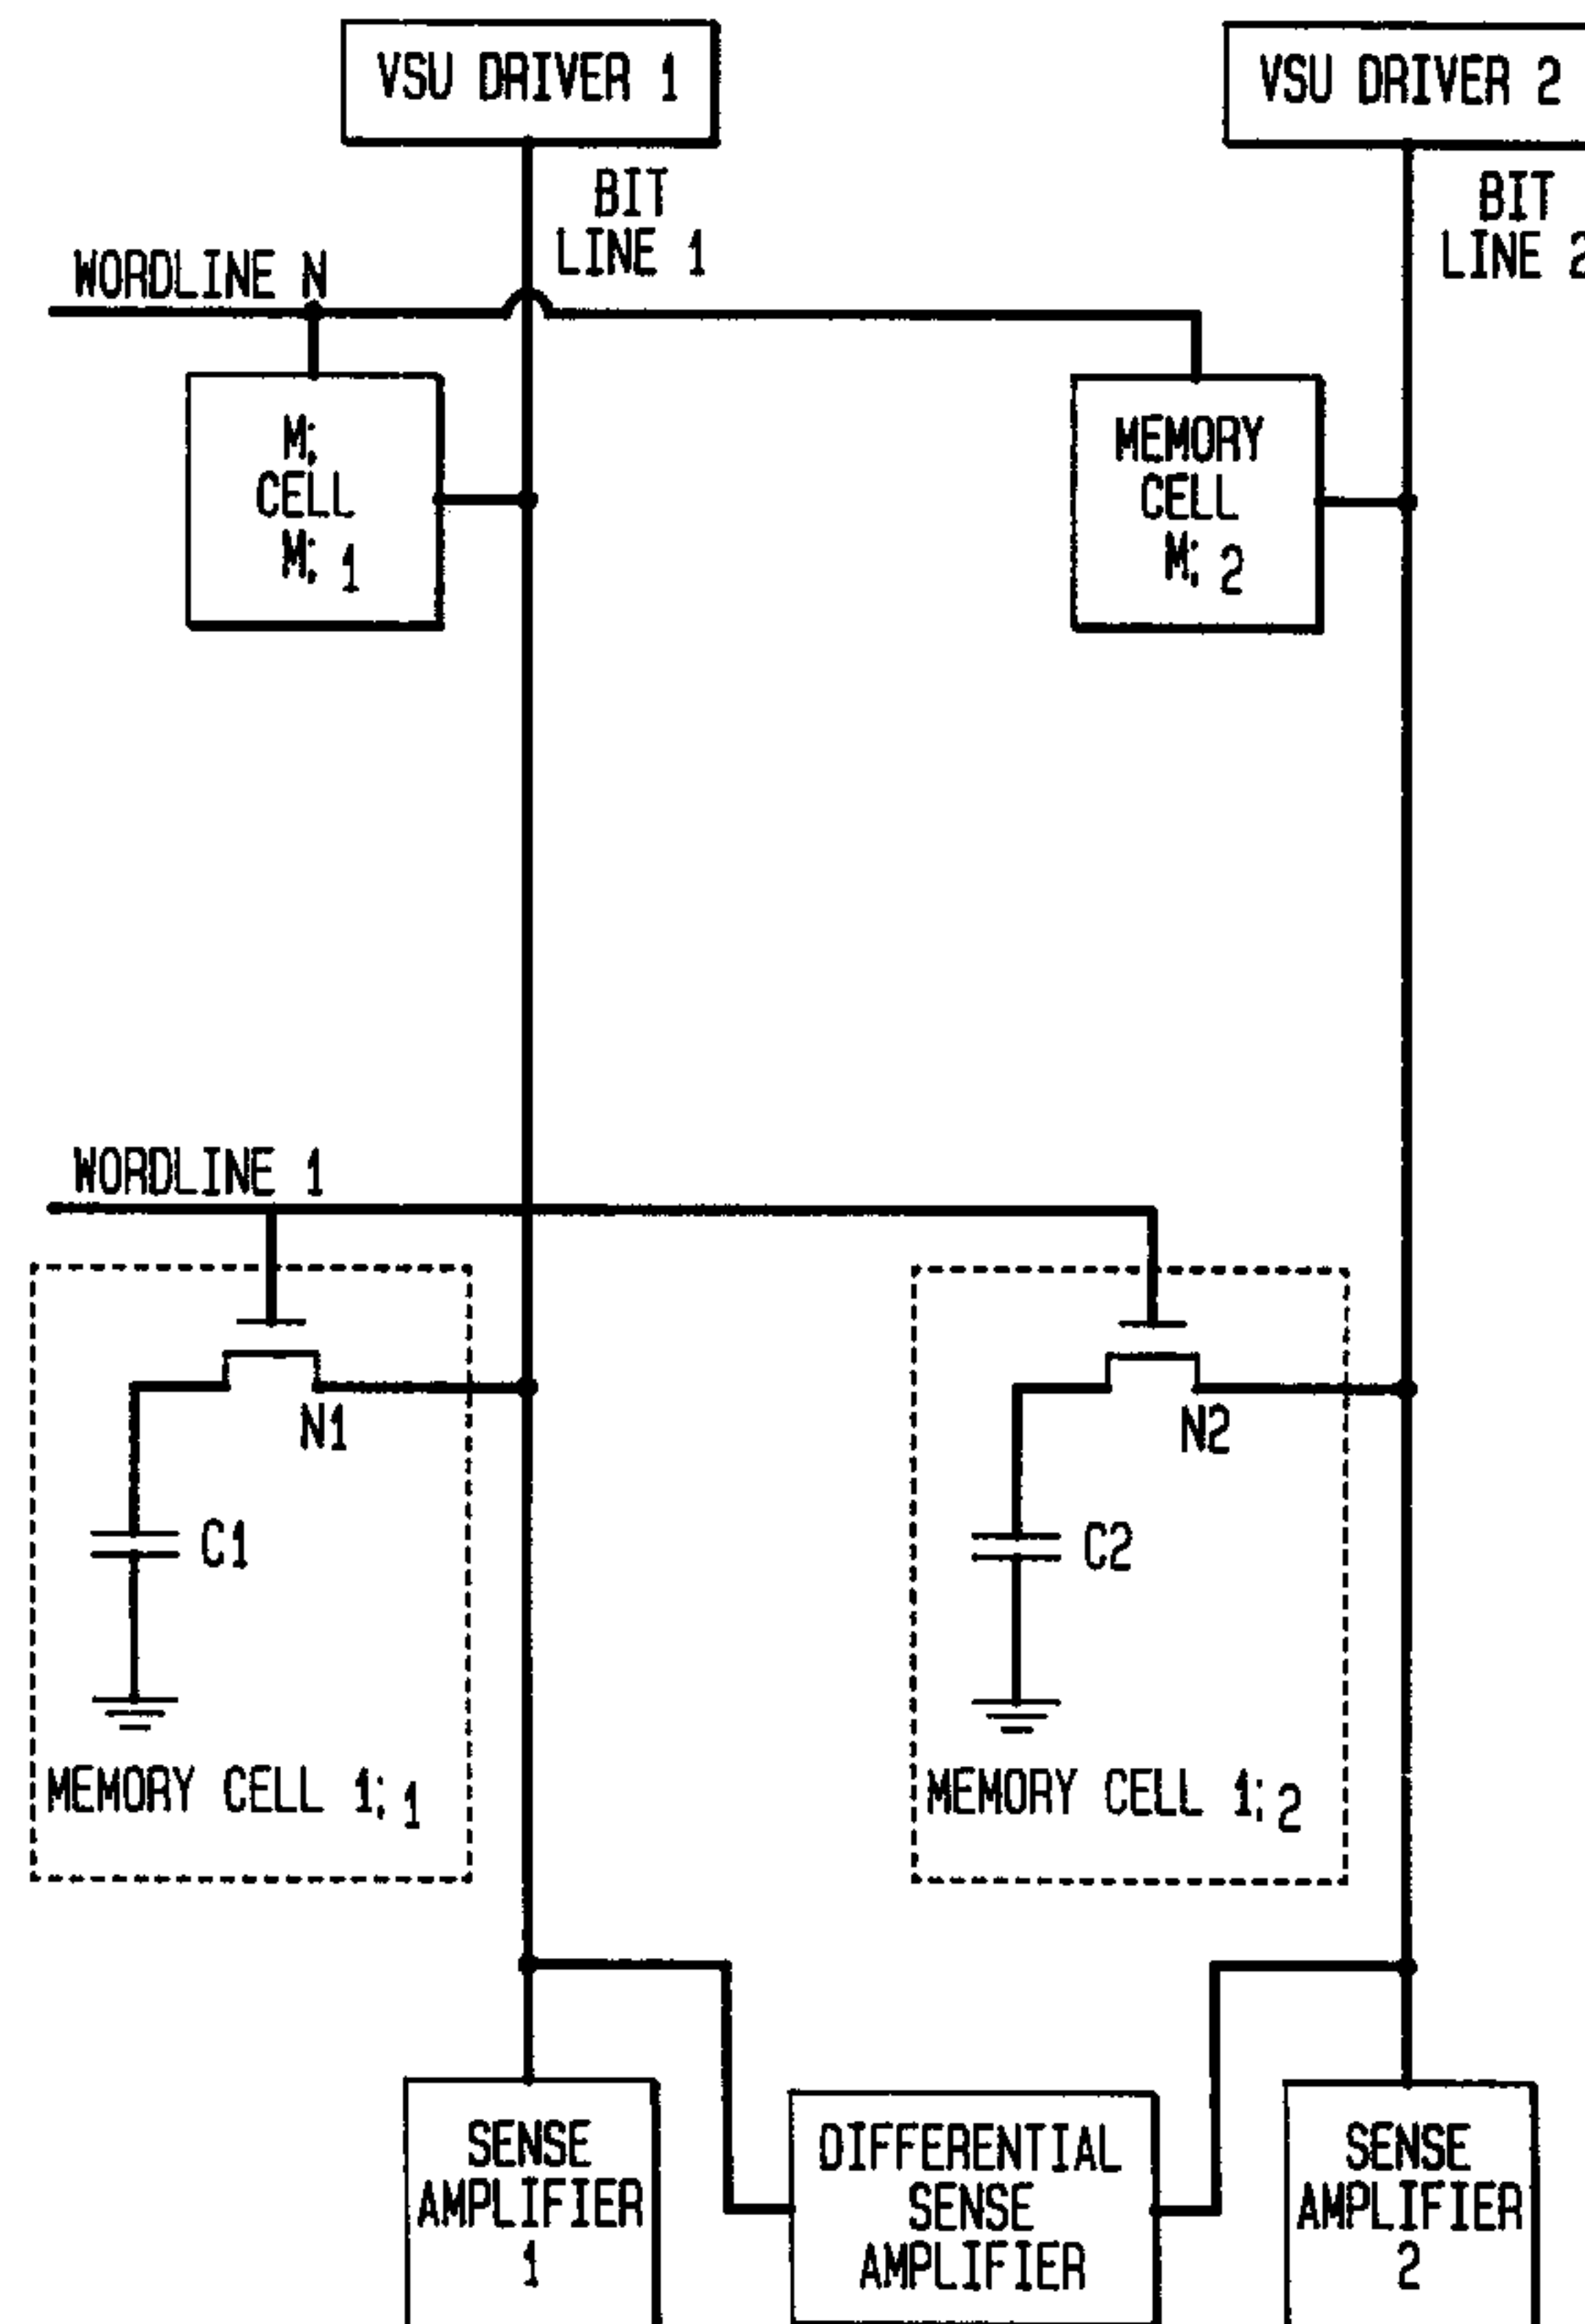 VSU DRIVER 1
VSU DRIVER 2
BIT
LINE 1
BIT
LINE 2
WORDLINE N
M;
CELL
M; 1
MEMORY
CELL
M; 2
WORDLINE 1
N1
N2
C1
C2
MEMORY CELL 1; 1
MEMORY CELL 1; 2
SENSE
AMPLIFIER
1
DIFFERENTIAL
SENSE
AMPLIFIER
SENSE
AMPLIFIER
2